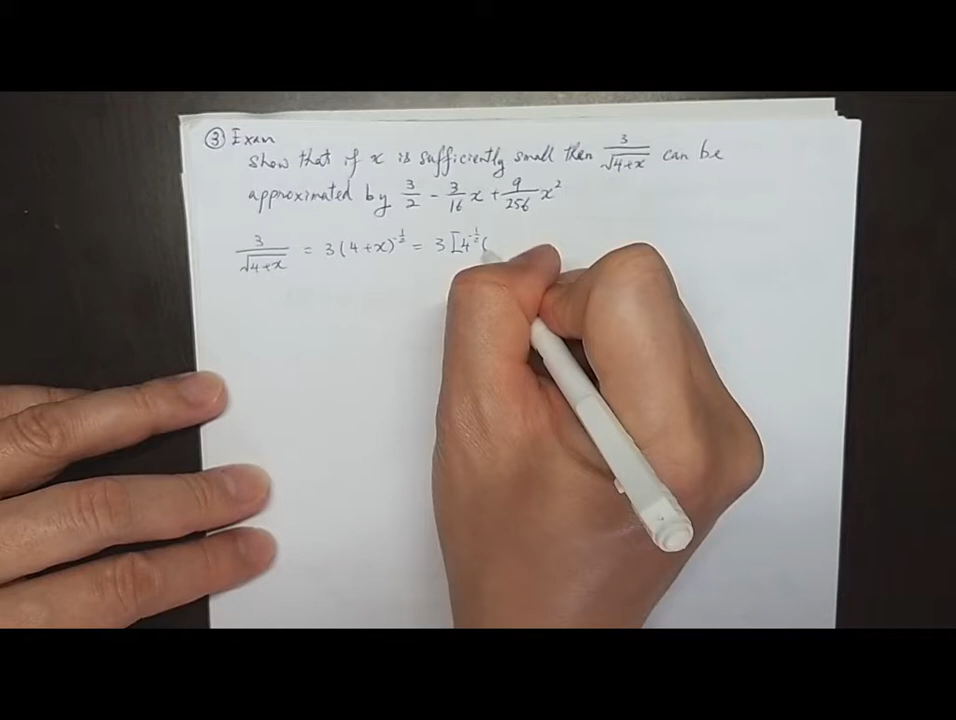 ③ Exam
Show that if x is sufficiently small then 3/√(4+x) can be
approximated by 3/2 - 3/16 x + 9/256 x²
3/√(4+x) = 3(4+x)^(-1/2) = 3[4^(-1/2)(